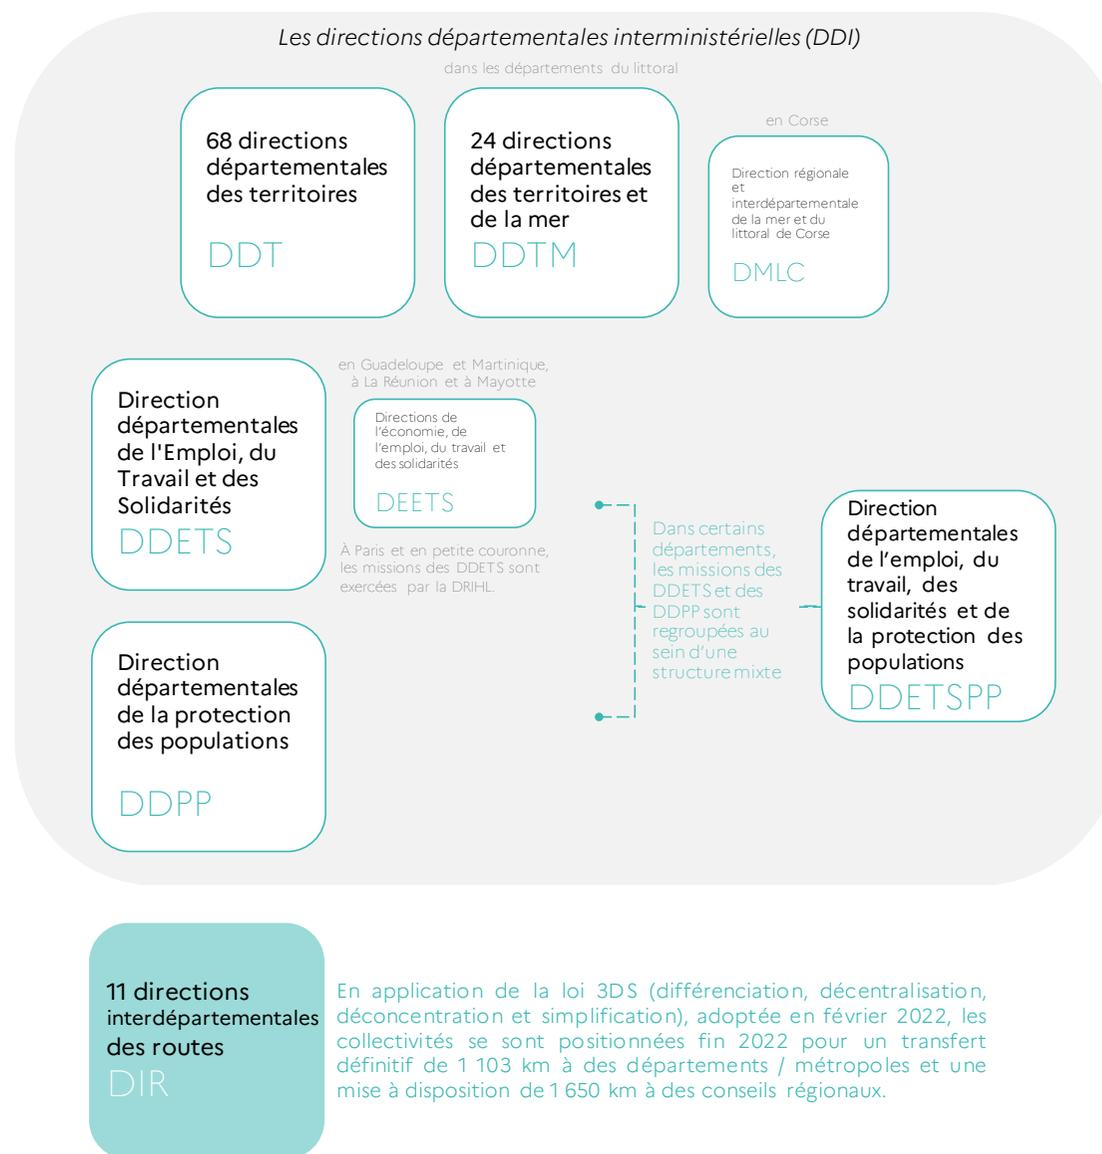 Les directions départementales interministérielles (DDI)
dans les départements du littoral
68 directions
départementales
des territoires
DDT
24 directions
départementales
des territoires et
de la mer
DDTM
en Corse
Direction régionale
et
interdépartementale
de la mer et du
littoral de Corse
DMLC
Direction
départementales
de l'Emploi, du
Travail et des
Solidarités
DDETS
en Guadeloupe et Martinique,
à La Réunion et à Mayotte
Directions de
l’économie, de
l’emploi, du travail et
des solidarités
DEETS
À Paris et en petite couronne,
les missions des DDETS sont
exercées par la DRIHL.
Direction
départementales
de la protection
des populations
DDPP
Dans certains
départements,
les missions des
DDETS et des
DDPP sont
regroupées au
sein d’une
structure mixte
Direction
départementales
de l’emploi, du
travail, des
solidarités et de
la protection des
populations
DDETSPP
11 directions
interdépartementales
des routes
DIR
En application de la loi 3DS (différenciation, décentralisation,
déconcentration et simplification), adoptée en février 2022, les
collectivités se sont positionnées fin 2022 pour un transfert
définitif de 1 103 km à des départements / métropoles et une
mise à disposition de 1 650 km à des conseils régionaux.